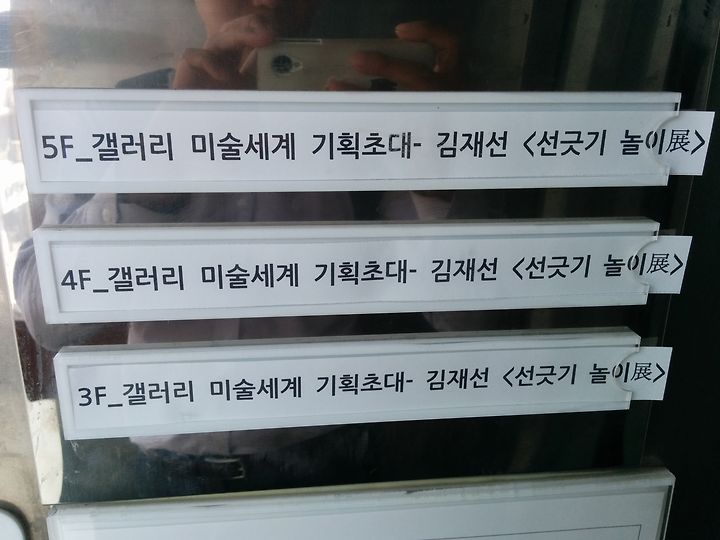 5F_갤러리 미술세계 기획초대- 김재선 <선긋기 놀이展>
4F_갤러리 미술세계 기획초대- 김재선 <선긋기 놀이展>
3F_갤러리 미술세계 기획초대- 김재선 <선긋기 놀이展>